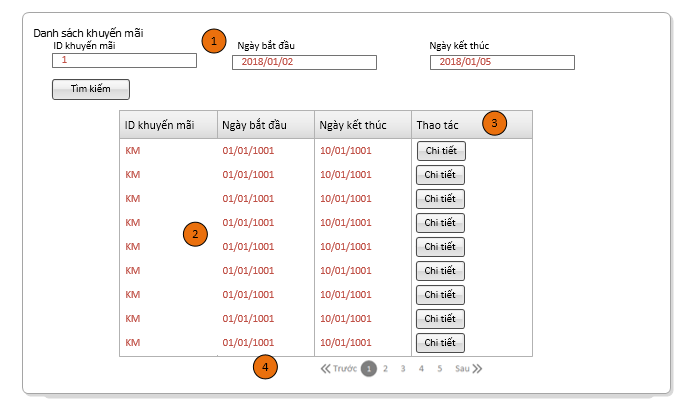 Danh sách khuyến mãi
ID khuyến mãi 1 Ngày bắt đầu Ngày kết thúc
1 2018/01/02 2018/01/05
Tìm kiếm
ID khuyến mãi Ngày bắt đầu Ngày kết thúc Thao tác 3
KM 01/01/1001 10/01/1001 Chi tiết
KM 01/01/1001 10/01/1001 Chi tiết
KM 01/01/1001 10/01/1001 Chi tiết
KM 01/01/1001 10/01/1001 Chi tiết
2
KM 01/01/1001 10/01/1001 Chi tiết
KM 01/01/1001 10/01/1001 Chi tiết
KM 01/01/1001 10/01/1001 Chi tiết
KM 01/01/1001 10/01/1001 Chi tiết
KM 01/01/1001 10/01/1001 Chi tiết
4 Trước 1 2 3 4 5 Sau